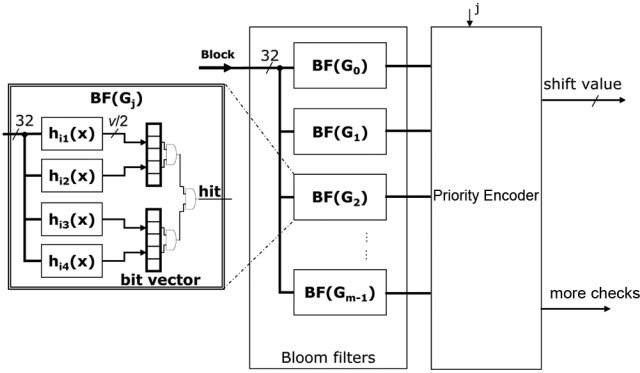 j
Block
32
BF(G0)
BF(G1)
BF(G2)
BF(Gm-1)
Bloom filters
Priority Encoder
shift value
more checks
BF(Gj)
32
hi1(x)
v/2
hi2(x)
hi3(x)
hi4(x)
hit
bit vector